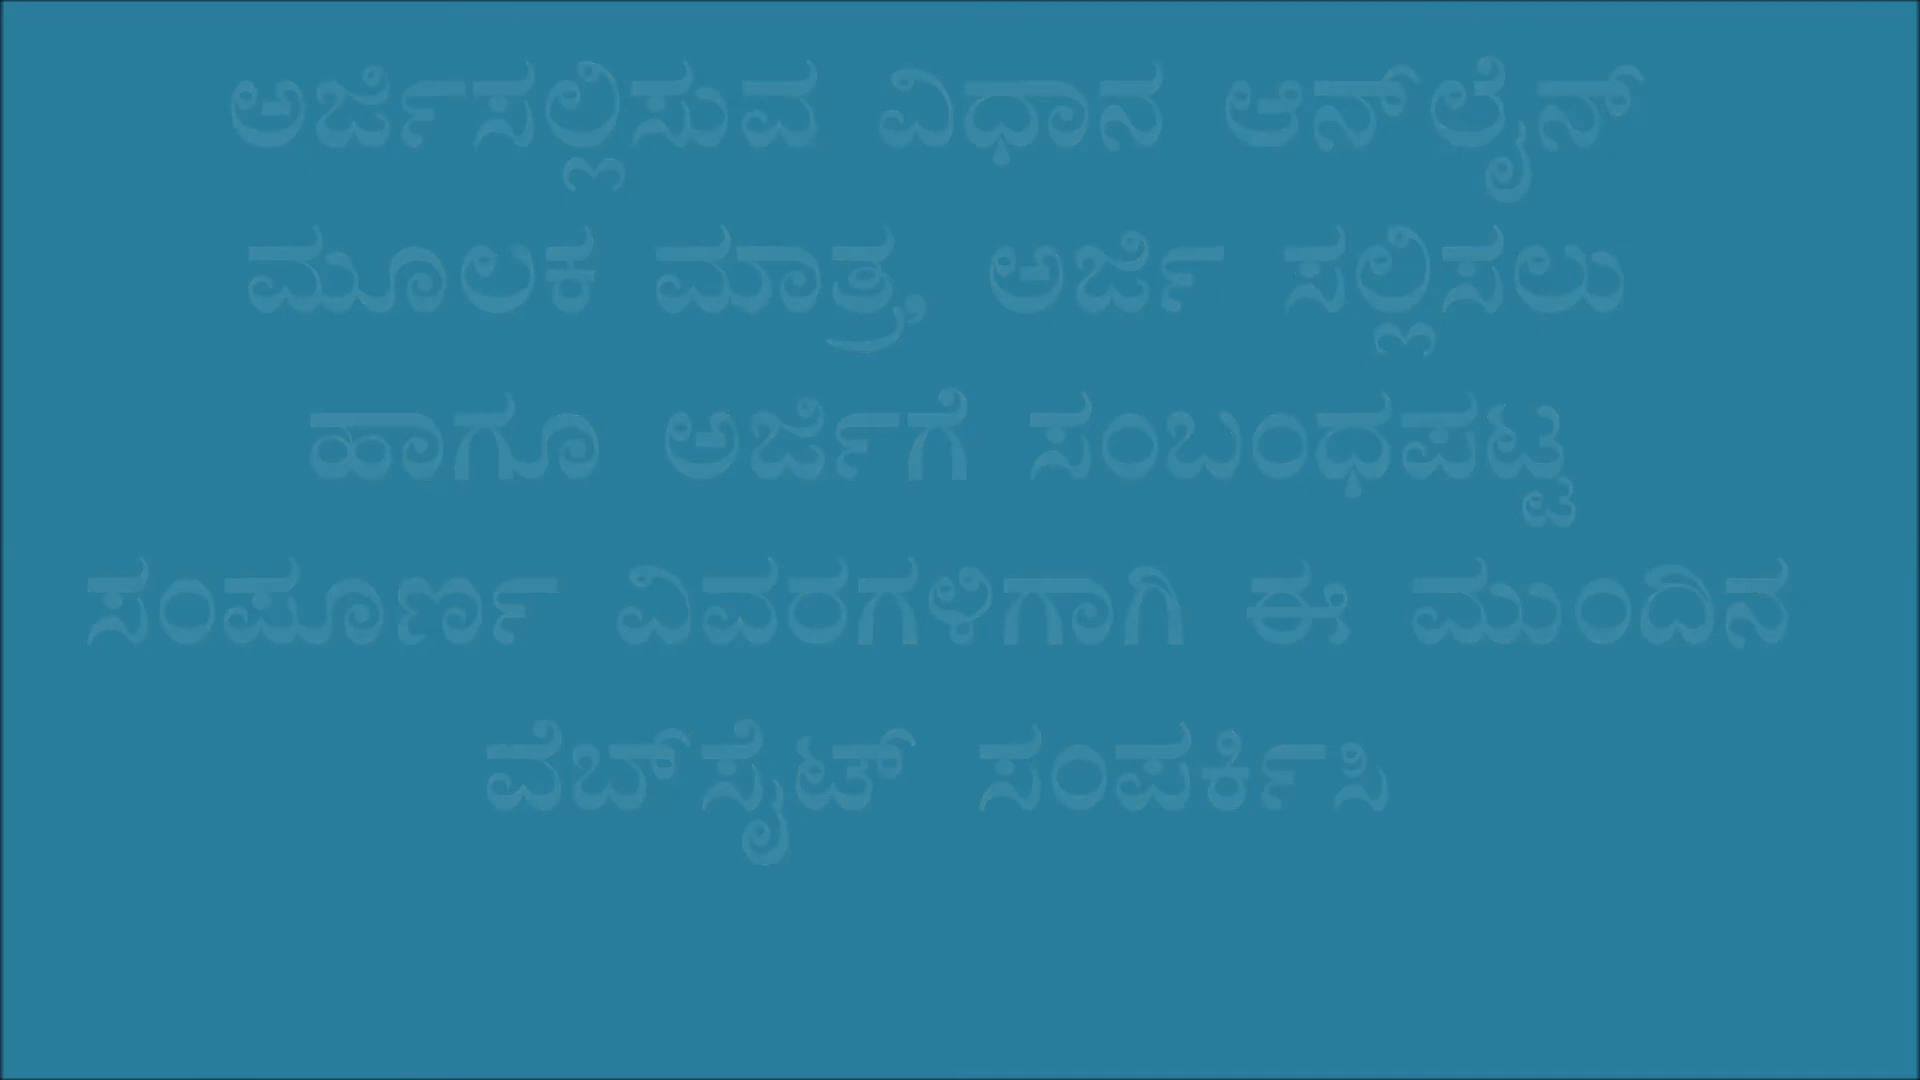 ಅರ್ಜಿಸಲ್ಲಿಸುವ ವಿಧಾನ ಆನ್‌ಲೈನ್
ಮೂಲಕ ಮಾತ್ರ, ಅರ್ಜಿ ಸಲ್ಲಿಸಲು
ಹಾಗೂ ಅರ್ಜಿಗೆ ಸಂಬಂಧಪಟ್ಟ
ಸಂಪೂರ್ಣ ವಿವರಗಳಿಗಾಗಿ ಈ ಮುಂದಿನ
ವೆಬ್‌ಸೈಟ್ ಸಂಪರ್ಕಿಸಿ